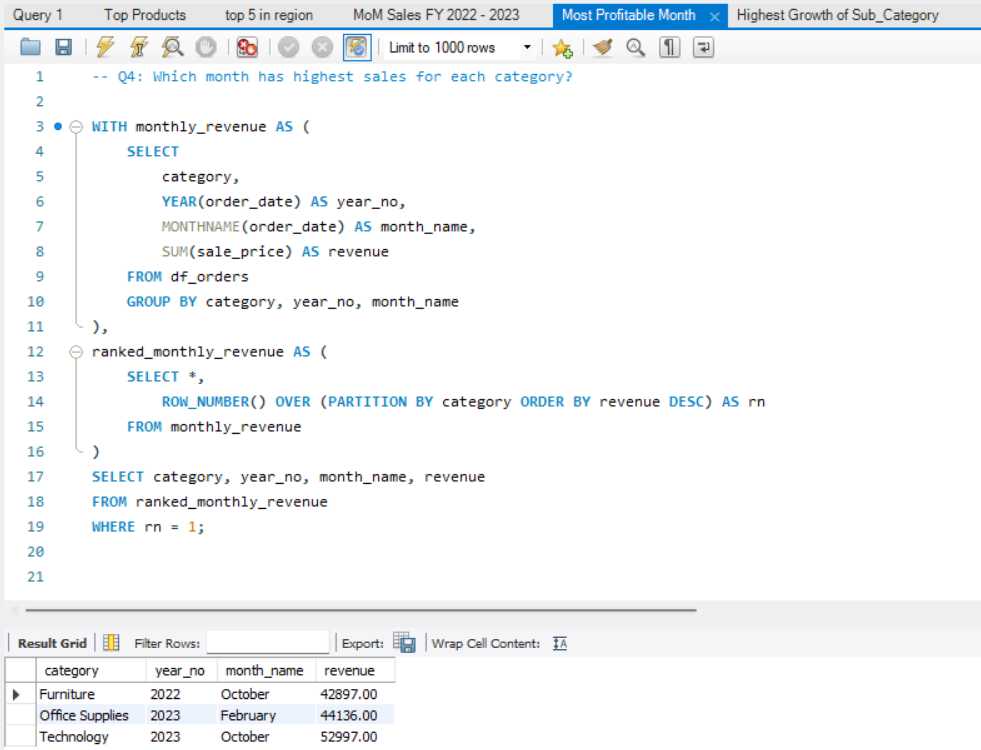 Query 1 Top Products top 5 in region MoM Sales FY 2022 - 2023 Most Profitable Month × Highest Growth of Sub_Category
Limit to 1000 rows
1 -- Q4: Which month has highest sales for each category?
2
3 WITH monthly_revenue AS (
4 SELECT
5 category,
6 YEAR(order_date) AS year_no,
7 MONTHNAME(order_date) AS month_name,
8 SUM(sale_price) AS revenue
9 FROM df_orders
10 GROUP BY category, year_no, month_name
11 ),
12 ranked_monthly_revenue AS (
13 SELECT *,
14 ROW_NUMBER() OVER (PARTITION BY category ORDER BY revenue DESC) AS rn
15 FROM monthly_revenue
16 )
17 SELECT category, year_no, month_name, revenue
18 FROM ranked_monthly_revenue
19 WHERE rn = 1;
20
21
Result Grid Filter Rows: Export: Wrap Cell Content: IA
category year_no month_name revenue
Furniture 2022 October 42897.00
Office Supplies 2023 February 44136.00
Technology 2023 October 52997.00